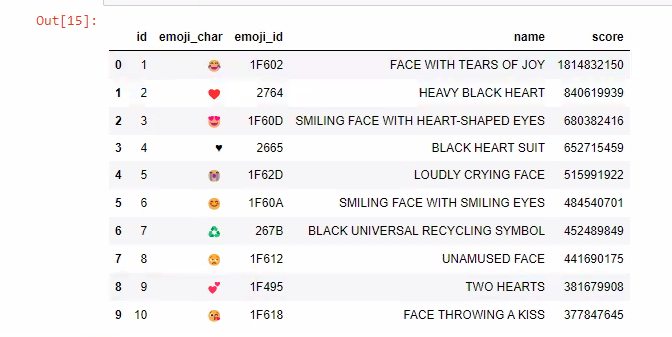 Out[15]:
id emoji_char emoji_id name score
0 1 😂 1F602 FACE WITH TEARS OF JOY 1814832150
1 2 ❤ 2764 HEAVY BLACK HEART 840619939
2 3 😍 1F60D SMILING FACE WITH HEART-SHAPED EYES 680382416
3 4 ♥ 2665 BLACK HEART SUIT 652715459
4 5 😭 1F62D LOUDLY CRYING FACE 515991922
5 6 😊 1F60A SMILING FACE WITH SMILING EYES 484540701
6 7 ♻ 267B BLACK UNIVERSAL RECYCLING SYMBOL 452489849
7 8 😒 1F612 UNAMUSED FACE 441690175
8 9 💕 1F495 TWO HEARTS 381679908
9 10 😘 1F618 FACE THROWING A KISS 377847645